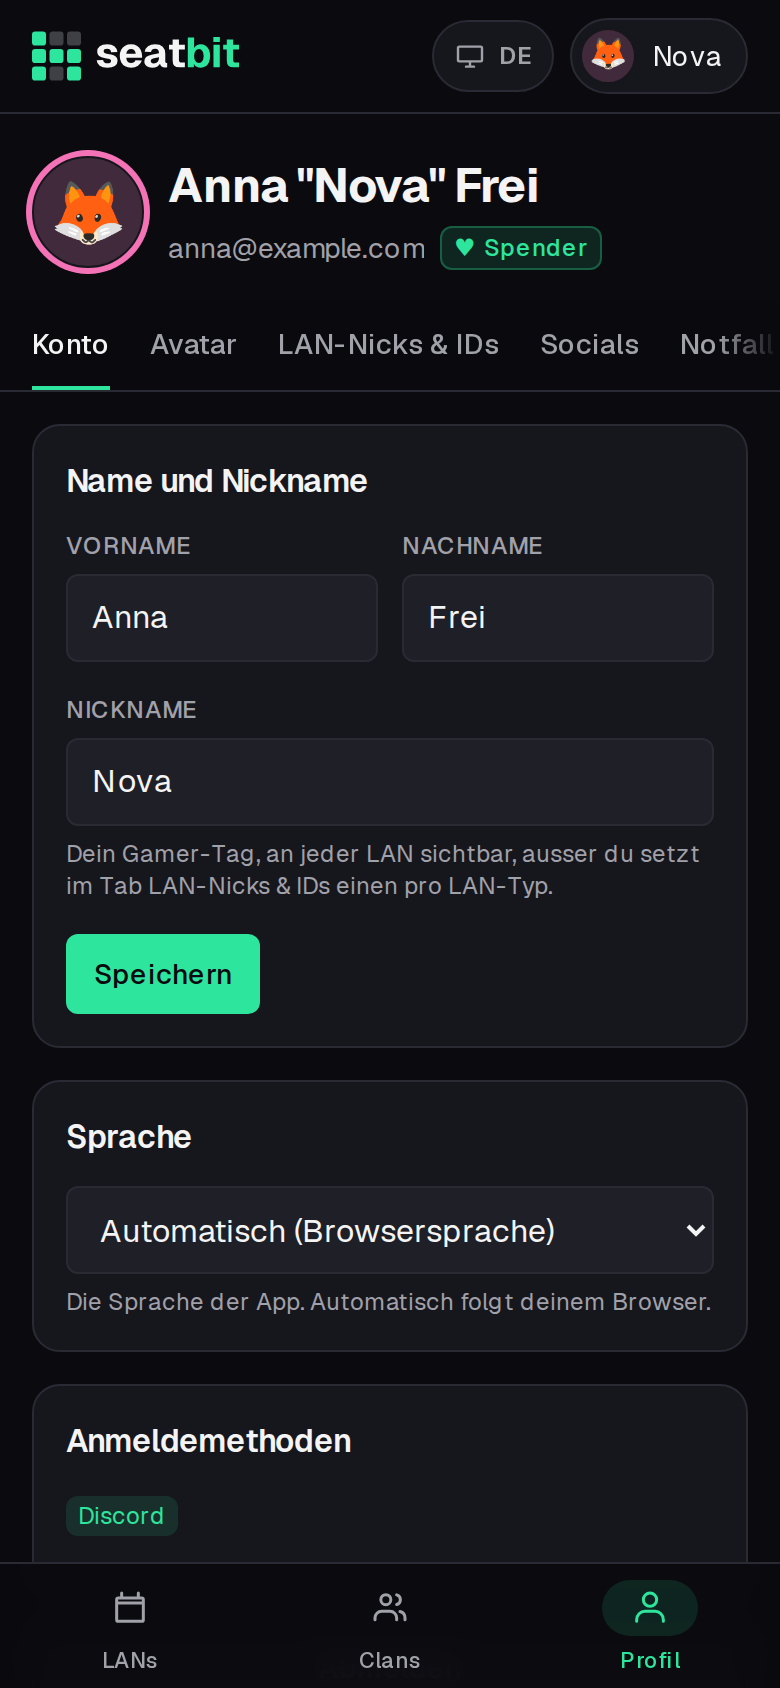 seatbit
DE
Nova
Anna "Nova" Frei
anna@example.com
♥ Spender
Konto
Avatar
LAN-Nicks & IDs
Socials
Notfall
Name und Nickname
VORNAME
NACHNAME
Anna
Frei
NICKNAME
Nova
Dein Gamer-Tag, an jeder LAN sichtbar, ausser du setzt
im Tab LAN-Nicks & IDs einen pro LAN-Typ.
Speichern
Sprache
Automatisch (Browsersprache)
Die Sprache der App. Automatisch folgt deinem Browser.
Anmeldemethoden
Discord
LANs
Clans
Profil